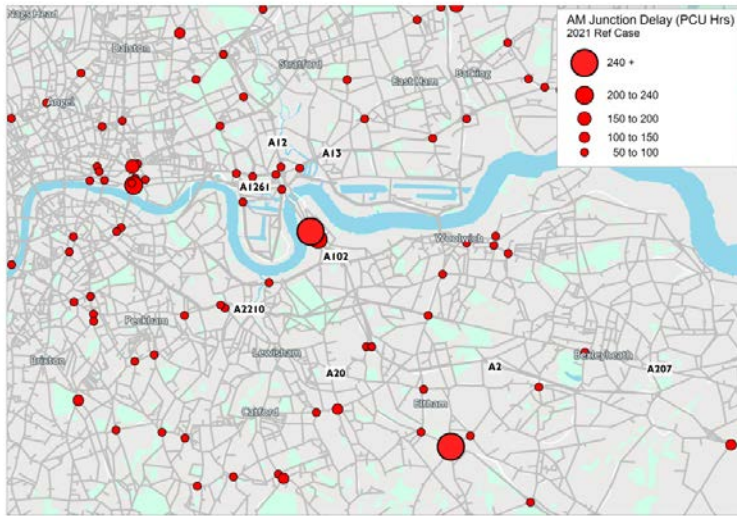 AM Junction Delay (PCU Hrs)
2021 Ref Case
240 +
200 to 240
150 to 200
100 to 150
50 to 100
Nags Head
Dalston
Stratford
East Ham
Barking
Angel
A12
A13
A1261
Woolwich
A102
A2210
Peckham
Brixton
Lewisham
Bexleyheath
A20
A2
A207
Eltham
Catford